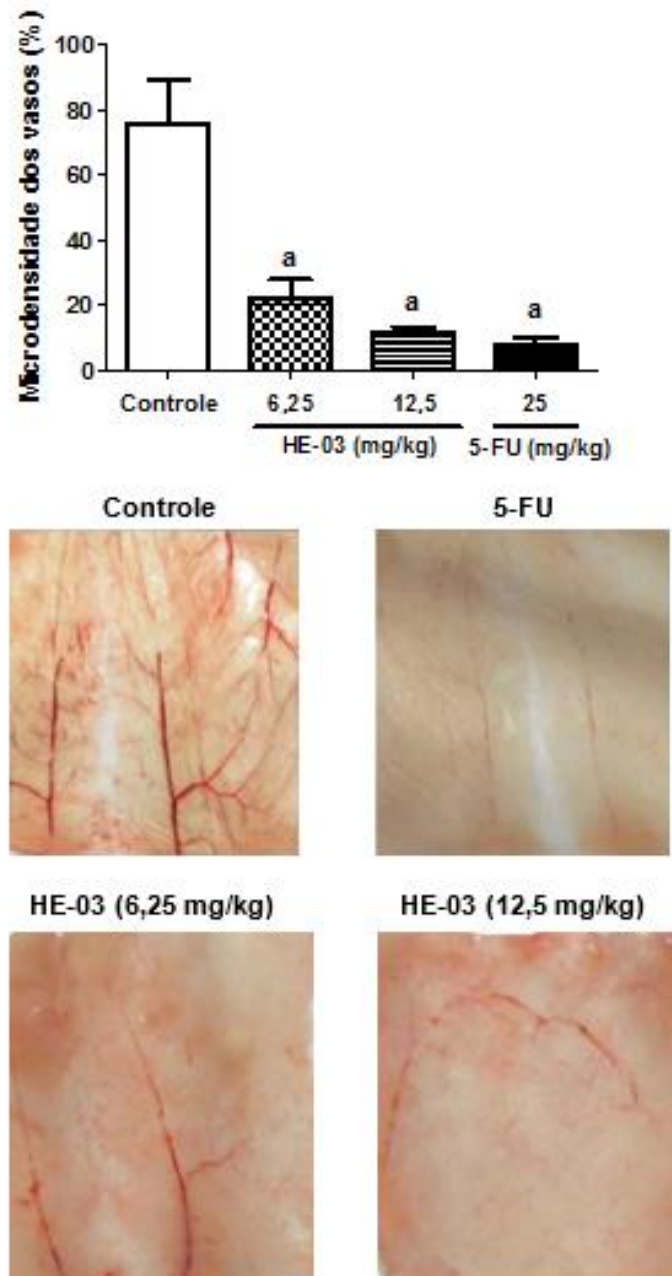 Microdensidade dos vasos (%)
100
80
60
40
20
0
a
a
a
Controle 6,25 12,5 25
HE-03 (mg/kg) 5-FU (mg/kg)
Controle 5-FU
HE-03 (6,25 mg/kg) HE-03 (12,5 mg/kg)